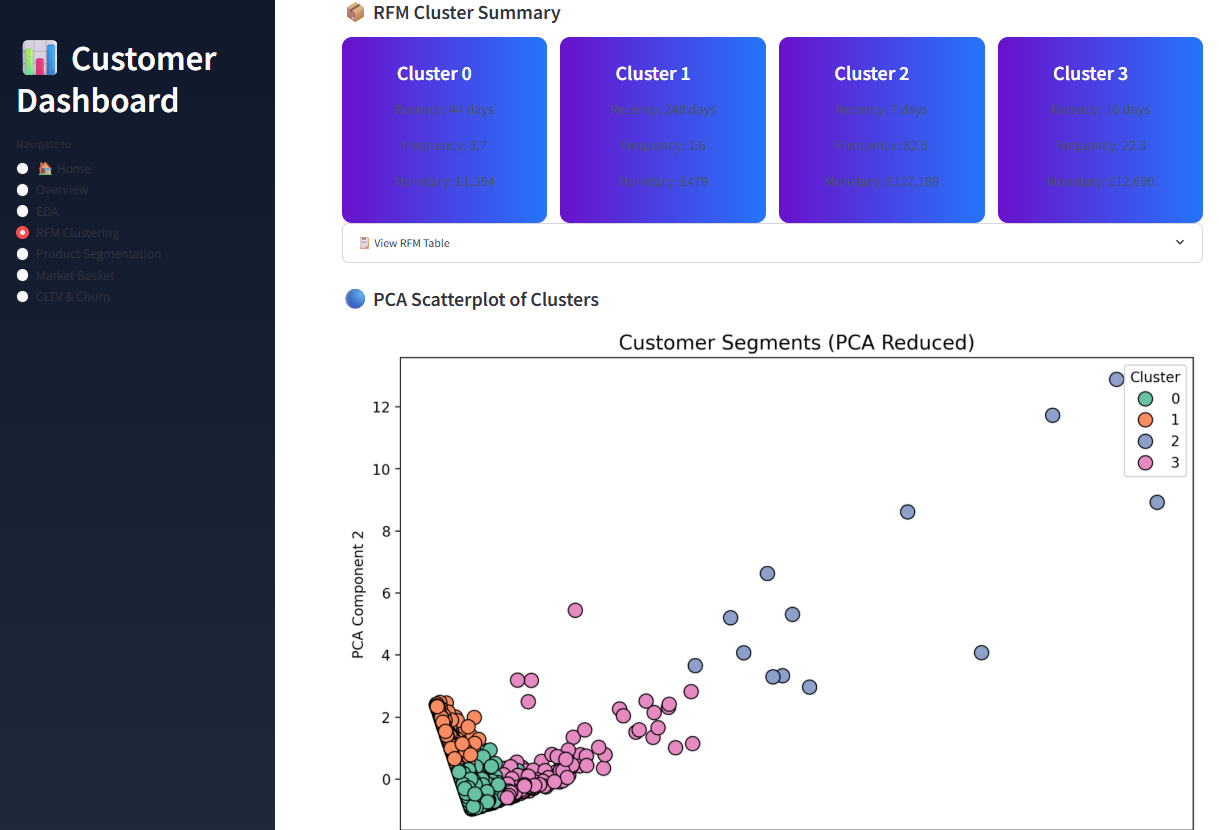 Customer
Dashboard
Navigate to
Home
Overview
EDA
RFM Clustering
Product Segmentation
Market Basket
CLTV & Churn
RFM Cluster Summary
Cluster 0
Recency: 44 days
Frequency: 3.7
Monetary: £1,354
Cluster 1
Recency: 248 days
Frequency: 1.6
Monetary: £479
Cluster 2
Recency: 7 days
Frequency: 82.5
Monetary: £127,188
Cluster 3
Recency: 16 days
Frequency: 22.3
Monetary: £12,690
View RFM Table
PCA Scatterplot of Clusters
Customer Segments (PCA Reduced)
Cluster
0
1
2
3
PCA Component 2
12
10
8
6
4
2
0